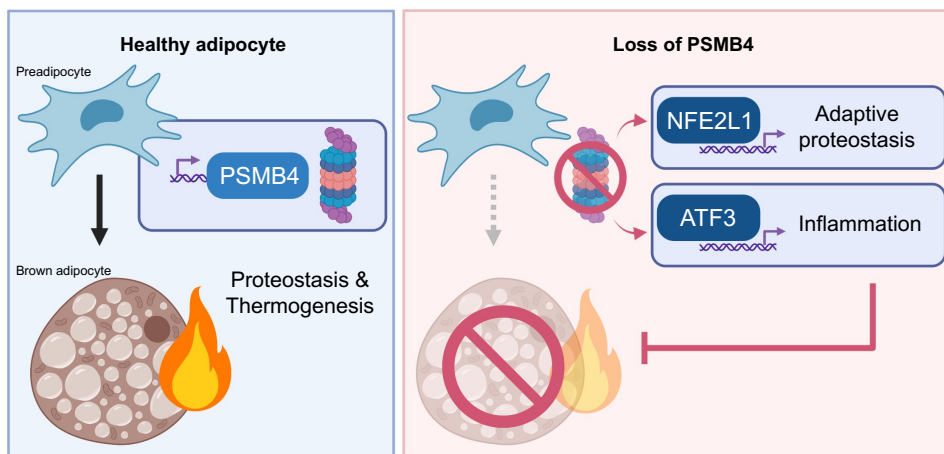 Healthy adipocyte
Preadipocyte
PSMB4
Brown adipocyte
Proteostasis &
Thermogenesis
Loss of PSMB4
NFE2L1
Adaptive
proteostasis
ATF3
Inflammation